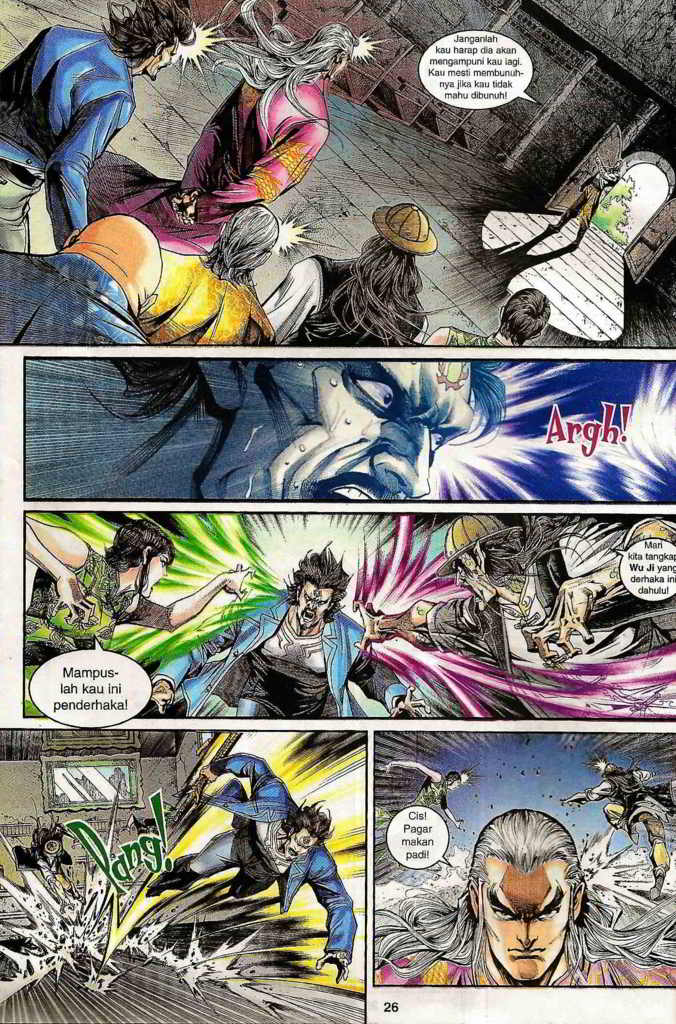 Janganlah
kau harap dia akan
mengampuni kau lagi.
Kau mesti membunuh-
nya jika kau tidak
mahu dibunuh!
Argh!
Mari
kita tangkap
Wu Ji yang
derhaka ini
dahulu!
Mampus-
lah kau ini
penderhaka!
Pang!
Cis!
Pagar
makan
padi!
26